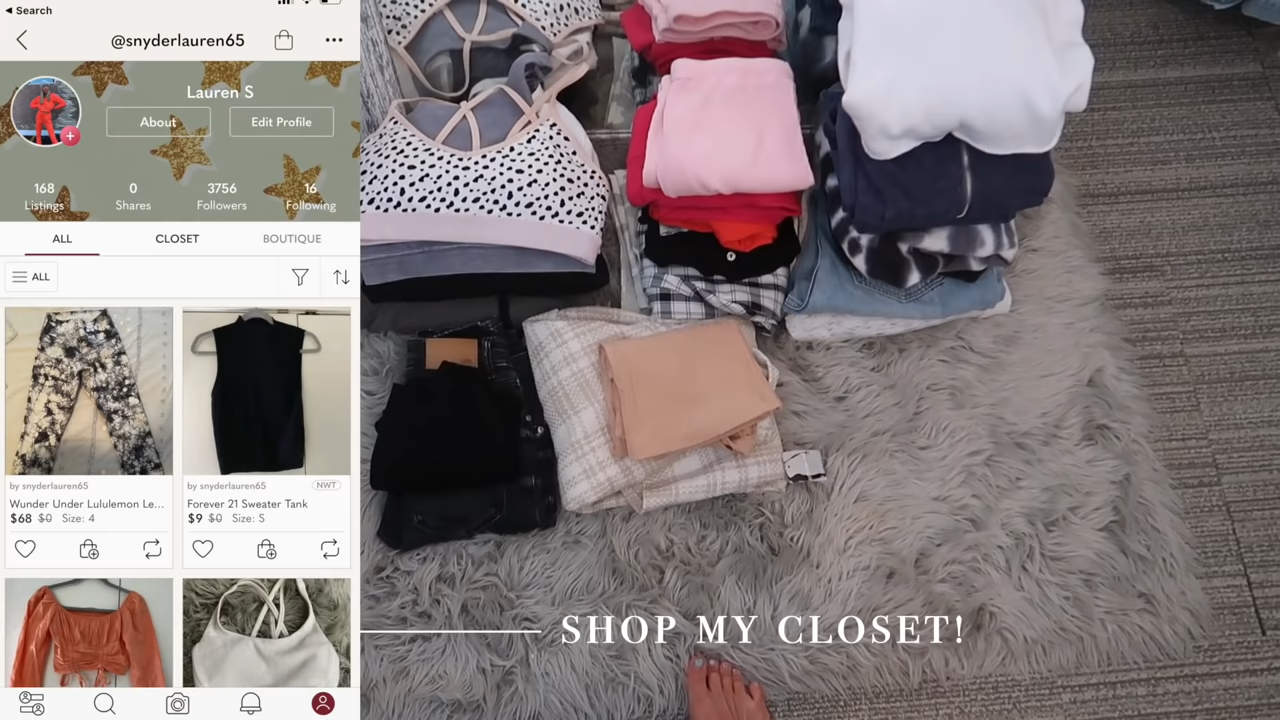 Search
@snyderlauren65
Lauren S
About
Edit Profile
168
0
3756
16
Listings
Shares
Followers
Following
ALL
CLOSET
BOUTIQUE
ALL
by snyderlauren65
by snyderlauren65
NWT
Wunder Under Lululemon Le...
Forever 21 Sweater Tank
$68 $0 Size: 4
$9 $0 Size: S
SHOP MY CLOSET!